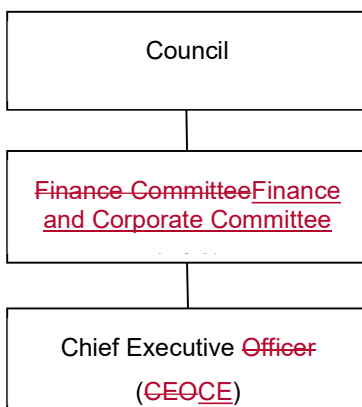 Council
Finance CommitteeFinance
and Corporate Committee
Chief Executive Officer
(CEOCE)